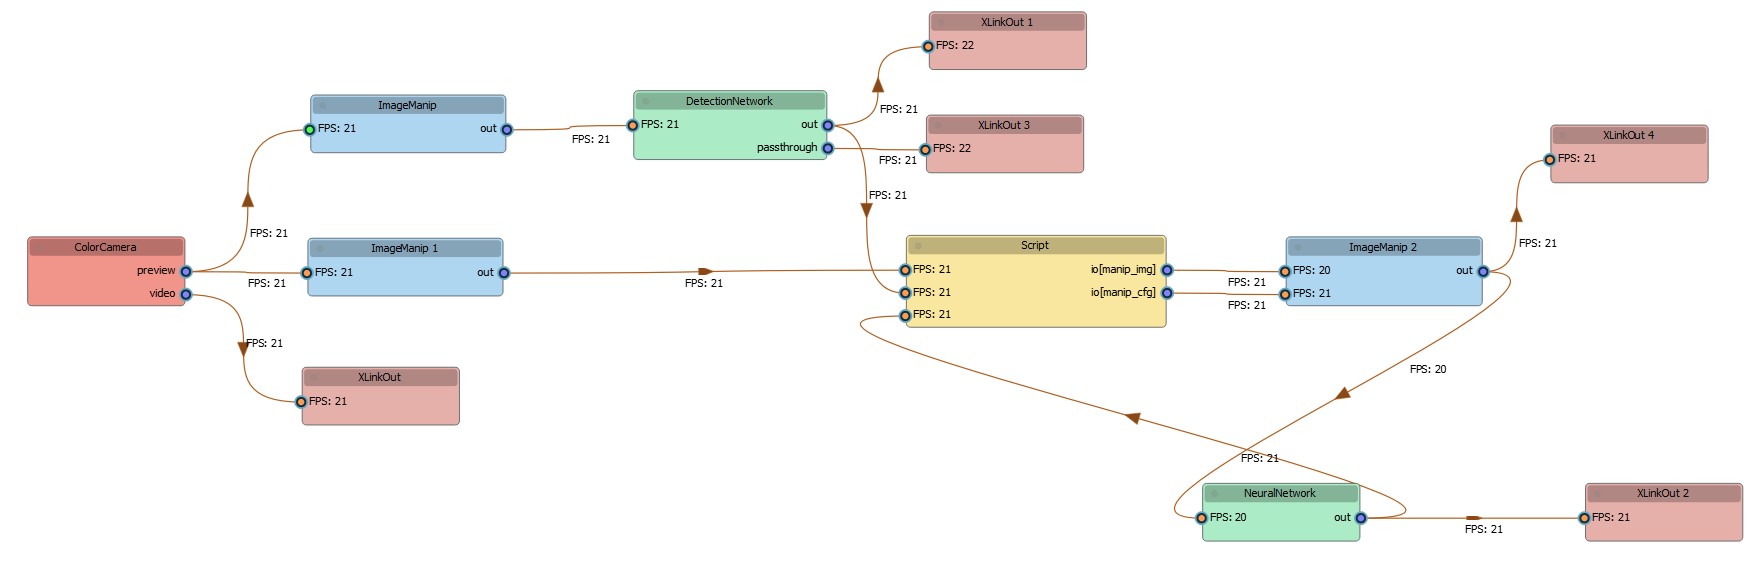 XLinkOut 1
FPS: 22
FPS: 21
ImageManip
FPS: 21
out
FPS: 21
DetectionNetwork
FPS: 21
out
passthrough
XLinkOut 3
FPS: 22
FPS: 21
XLinkOut 4
FPS: 21
FPS: 21
FPS: 21
ColorCamera
preview
video
FPS: 21
FPS: 21
ImageManip 1
FPS: 21
out
FPS: 21
Script
FPS: 21
FPS: 21
FPS: 21
io[manip_img]
io[manip_cfg]
FPS: 21
FPS: 21
ImageManip 2
FPS: 20
FPS: 21
out
FPS: 21
XLinkOut
FPS: 21
FPS: 20
FPS: 21
NeuralNetwork
FPS: 20
out
FPS: 21
XLinkOut 2
FPS: 21